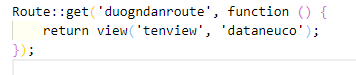 Route::get('duogndanroute', function () {
    return view('tenview', 'dataneuco');
});